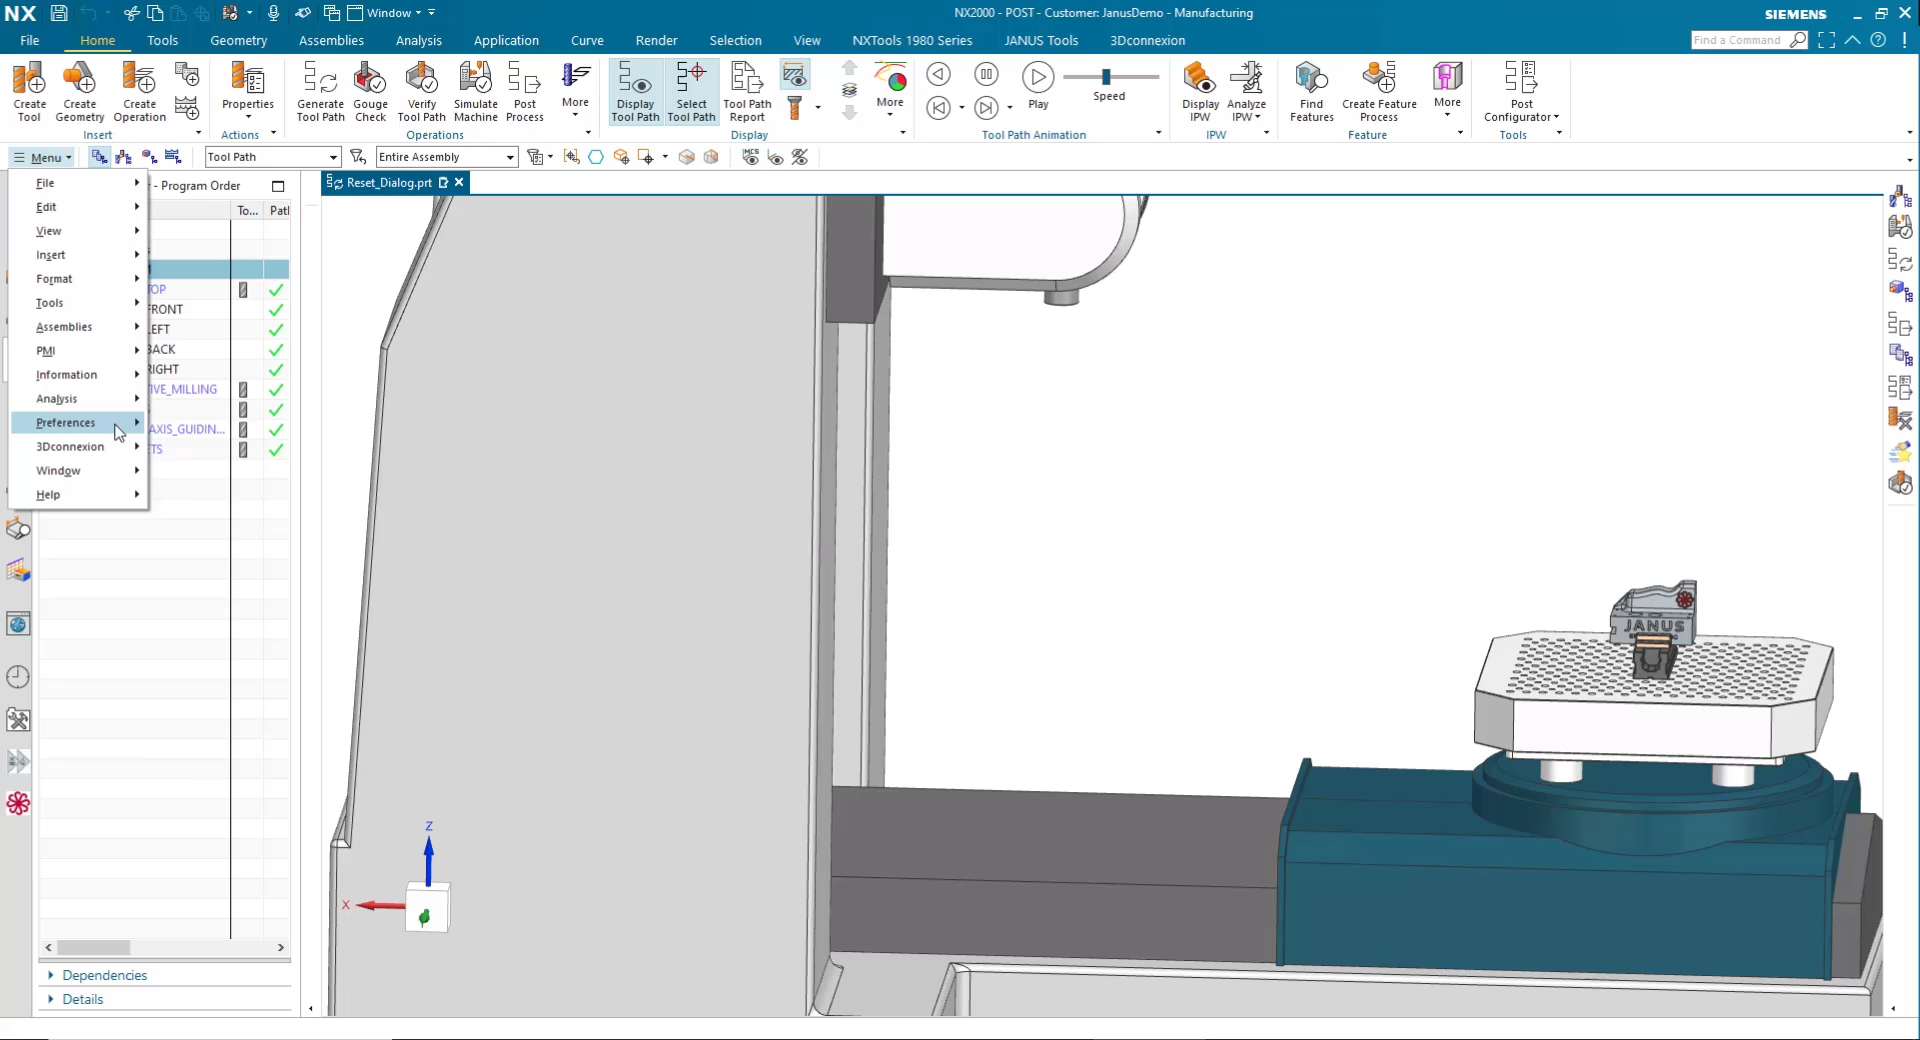 NX Window NX2000 - POST - Customer: JanusDemo - Manufacturing SIEMENS
File Home Tools Geometry Assemblies Analysis Application Curve Render Selection View NXTools 1980 Series JANUS Tools 3Dconnexion Find a Command
Create Tool
Create Geometry
Create Operation
Insert
Properties
Actions
Generate Tool Path
Gouge Check
Verify Tool Path
Simulate Machine
Post Process
More
Operations
Display Tool Path
Select Tool Path
Tool Path Report
More
Display
Play
Speed
Tool Path Animation
Display IPW
Analyze IPW
IPW
Find Features
Create Feature Process
More
Feature
Post Configurator
Tools
Menu Tool Path Entire Assembly MCS
File
Edit
View
Insert
Format
Tools
Assemblies
PMI
Information
Analysis
Preferences
3Dconnexion
Window
Help
- Program Order
To... Path
TOP
FRONT
LEFT
BACK
RIGHT
IVE_MILLING
AXIS_GUIDIN...
ETS
Dependencies
Details
Reset_Dialog.prt
JANUS
Z
X